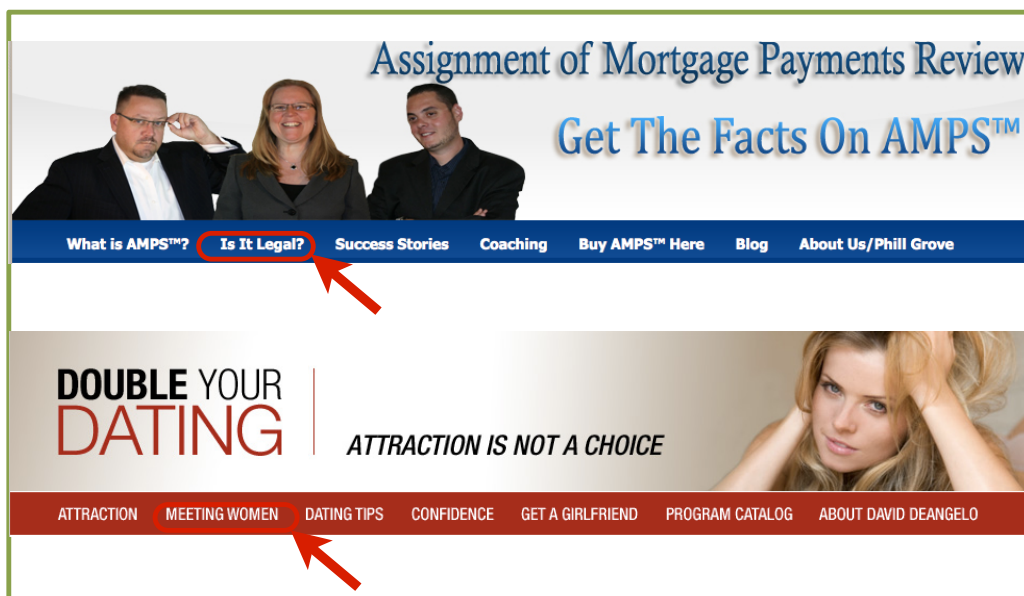 Assignment of Mortgage Payments Review
Get The Facts On AMPS™
What is AMPS™? Is It Legal? Success Stories Coaching Buy AMPS™ Here Blog About Us/Phill Grove
DOUBLE YOUR
DATING
ATTRACTION IS NOT A CHOICE
ATTRACTION MEETING WOMEN DATING TIPS CONFIDENCE GET A GIRLFRIEND PROGRAM CATALOG ABOUT DAVID DEANGELO